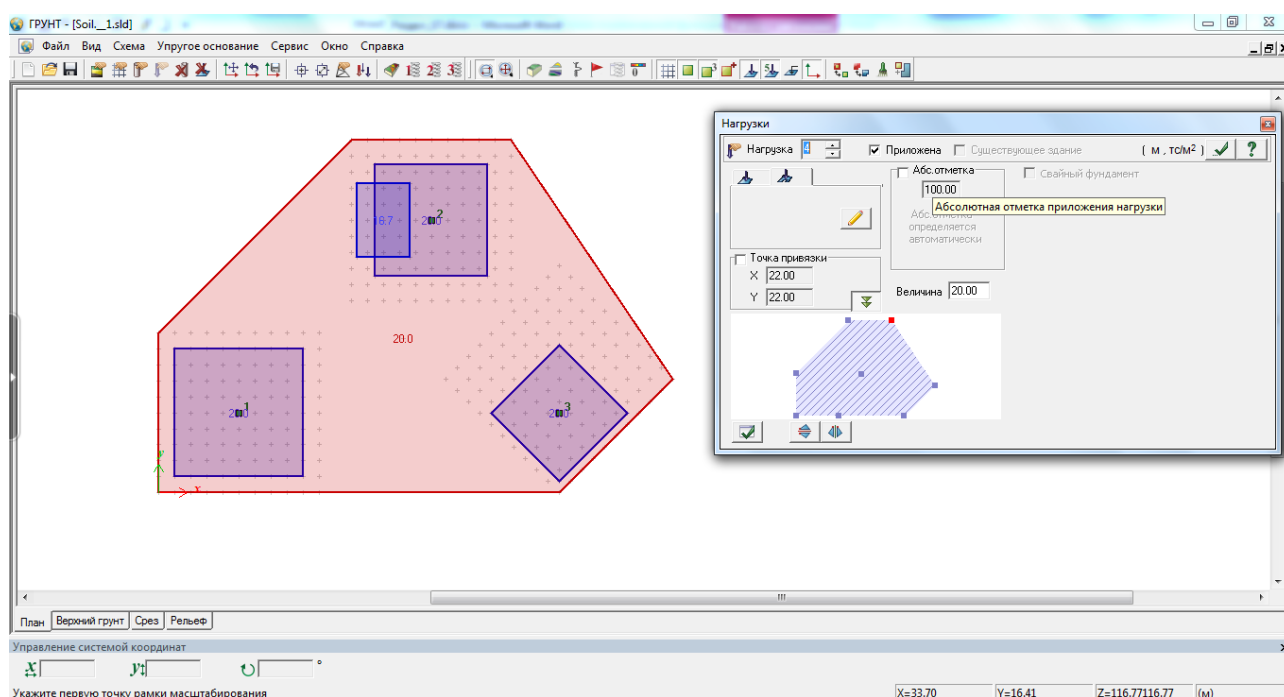 ГРУНТ - [Soil._1.sld]
Файл Вид Схема Упругое основание Сервис Окно Справка
Нагрузки
Нагрузка 4 Приложена Существующее здание ( м , тс/м² )
Абс.отметка Свайный фундамент
100.00
Абсолютная отметка приложения нагрузки
Абс.отметка
определяется
автоматически
Точка привязки
X 22.00
Y 22.00
Величина 20.00
16.7
2
20.0
1
3
y
x
План Верхний грунт Срез Рельеф
Управление системой координат
x y °
Укажите первую точку рамки масштабирования X=33.70 Y=16.41 Z=116.77116.77 (м)